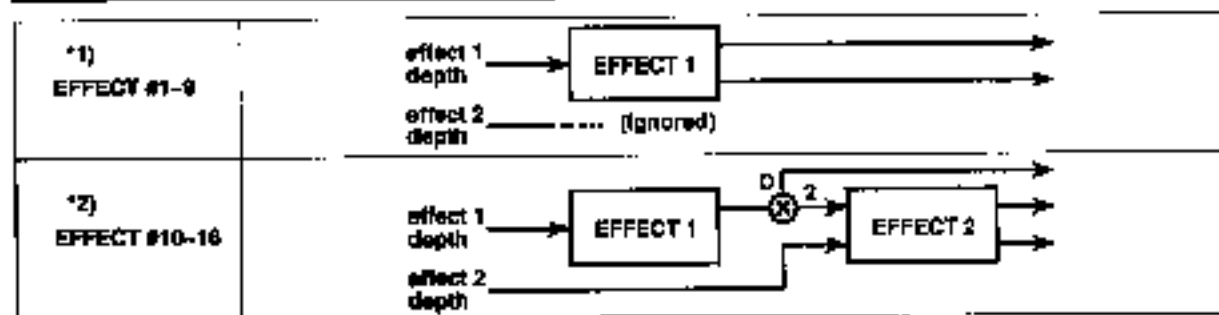 *1)
EFFECT #1~9
effect 1
depth
EFFECT 1
effect 2
depth
(ignored)
*2)
EFFECT #10~16
effect 1
depth
EFFECT 1
D
2
EFFECT 2
effect 2
depth